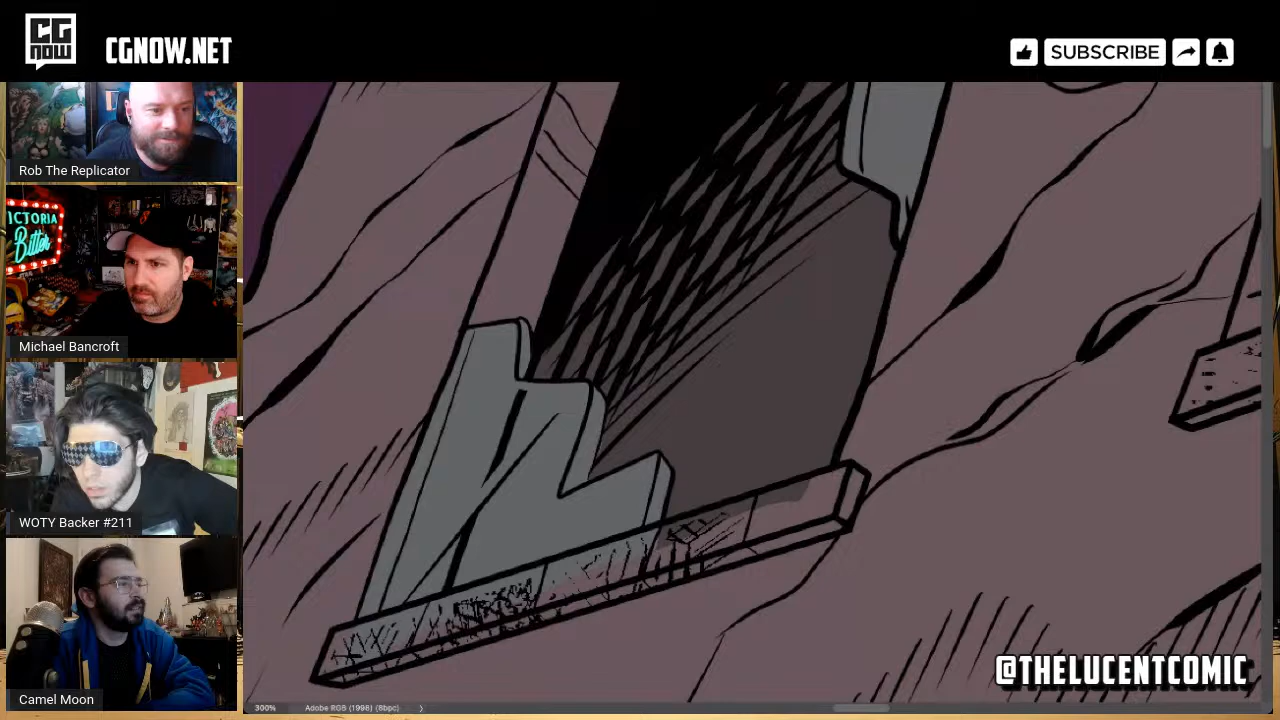 CG
NOW
CGNOW.NET
SUBSCRIBE
Rob The Replicator
VICTORIA
Bitter
Michael Bancroft
WOTY Backer #211
Camel Moon
@THELUCENTCOMIC
300%
Adobe RGB (1998) (8bpc)